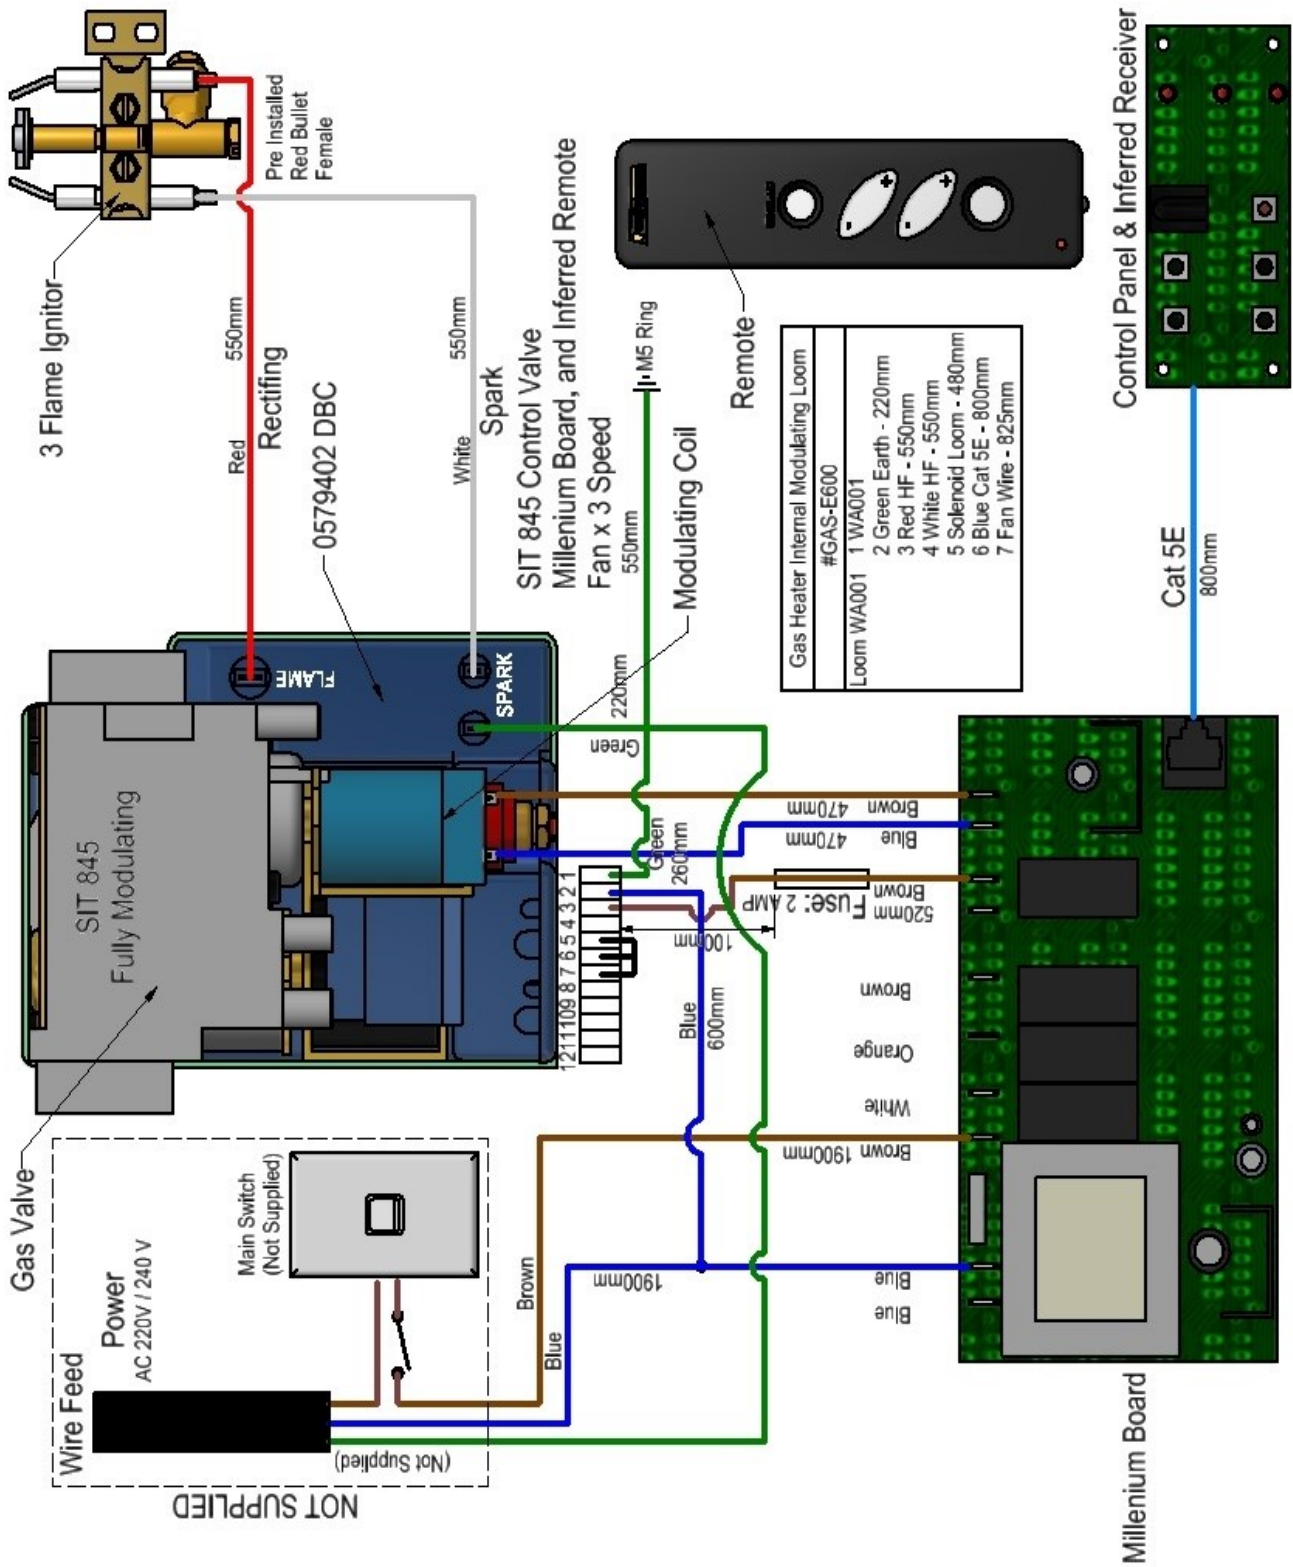 3 Flame Ignitor
Pre Installed
Red Bullet
Female
Red
550mm
Rectifing
White
550mm
Spark
0579402 DBC
SIT 845 Control Valve
Millenium Board, and Inferred Remote
Fan x 3 Speed
550mm
M5 Ring
Modulating Coil
Remote
Gas Heater Internal Modulating Loom
#GAS-E600
Loom WA001 1 WA001
2 Green Earth - 220mm
3 Red HF - 550mm
4 White HF - 550mm
5 Solenoid Loom - 480mm
6 Blue Cat 5E - 800mm
7 Fan Wire - 825mm
Control Panel & Inferred Receiver
Cat 5E
800mm
SIT 845
Fully Modulating
FLAME
SPARK
220mm
Green
Green
260mm
1211109 8 7 6 5 4 3 2 1
100mm
Fuse: 2 AMP
Brown 470mm
Blue 470mm
Brown
520mm
Brown
Orange
White
Brown 1900mm
Blue
600mm
Blue
Blue
Gas Valve
Wire Feed
Power
AC 220V / 240 V
Main Switch
(Not Supplied)
(Not Supplied)
NOT SUPPLIED
Brown
Blue
1900mm
Millenium Board